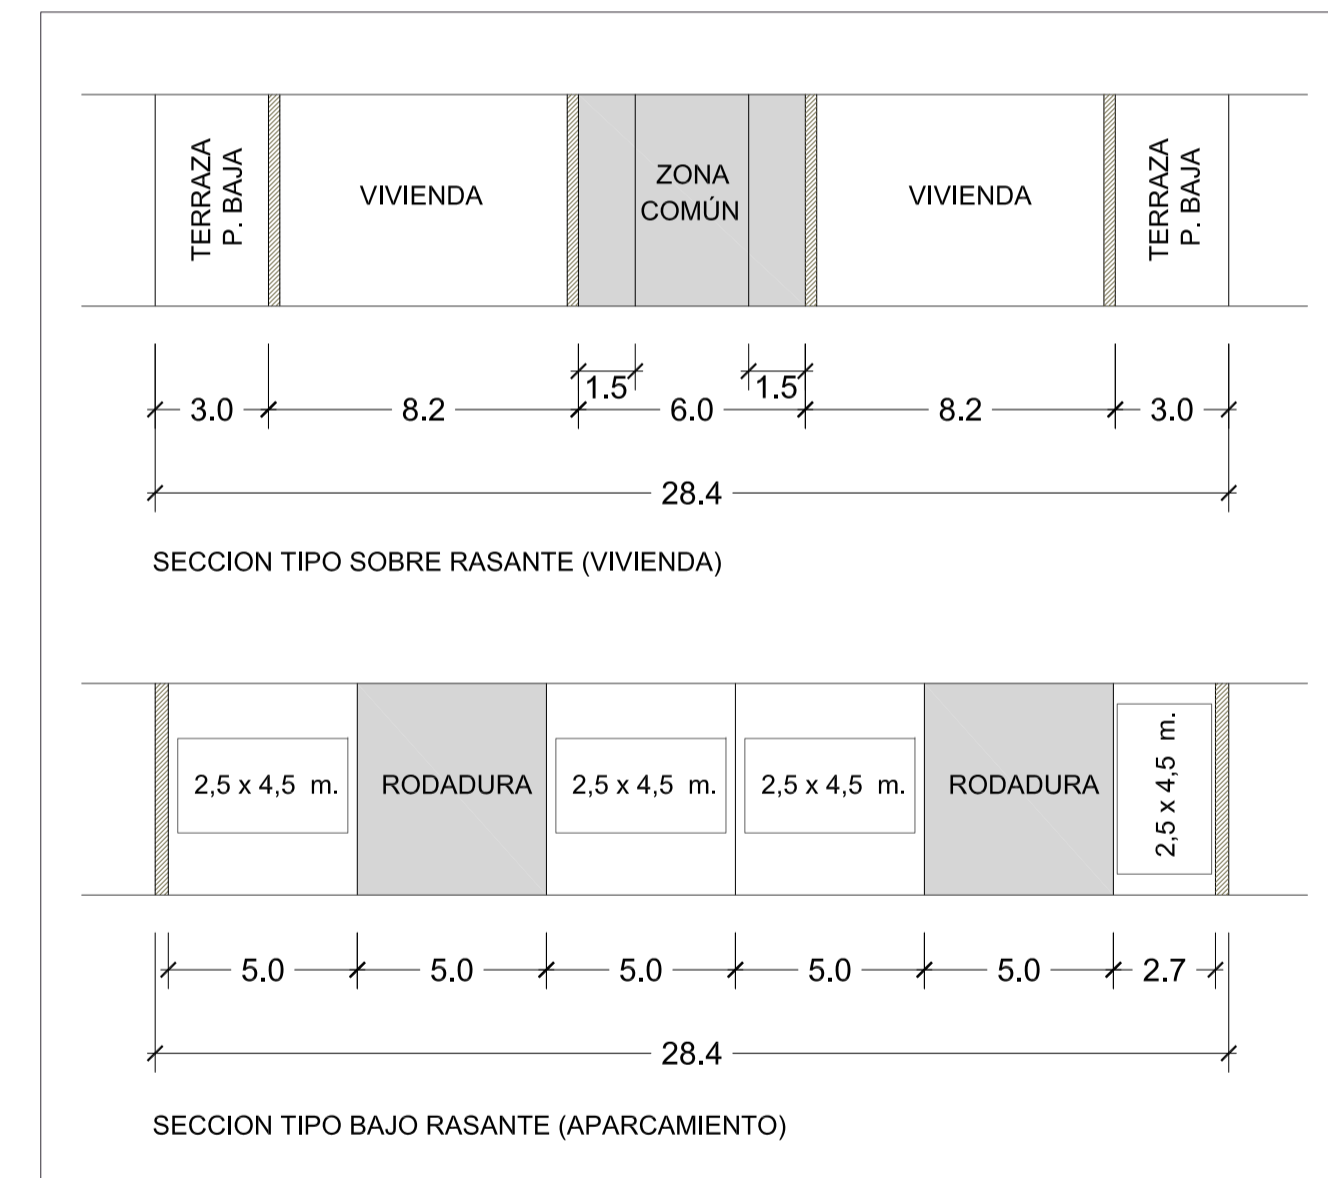 TERRAZA
P. BAJA
VIVIENDA
ZONA
COMÚN
VIVIENDA
TERRAZA
P. BAJA
1.5
1.5
3.0
8.2
6.0
8.2
3.0
28.4
SECCION TIPO SOBRE RASANTE (VIVIENDA)
2,5 x 4,5 m.
RODADURA
2,5 x 4,5 m.
2,5 x 4,5 m.
RODADURA
2,5 x 4,5 m.
5.0
5.0
5.0
5.0
5.0
2.7
28.4
SECCION TIPO BAJO RASANTE (APARCAMIENTO)